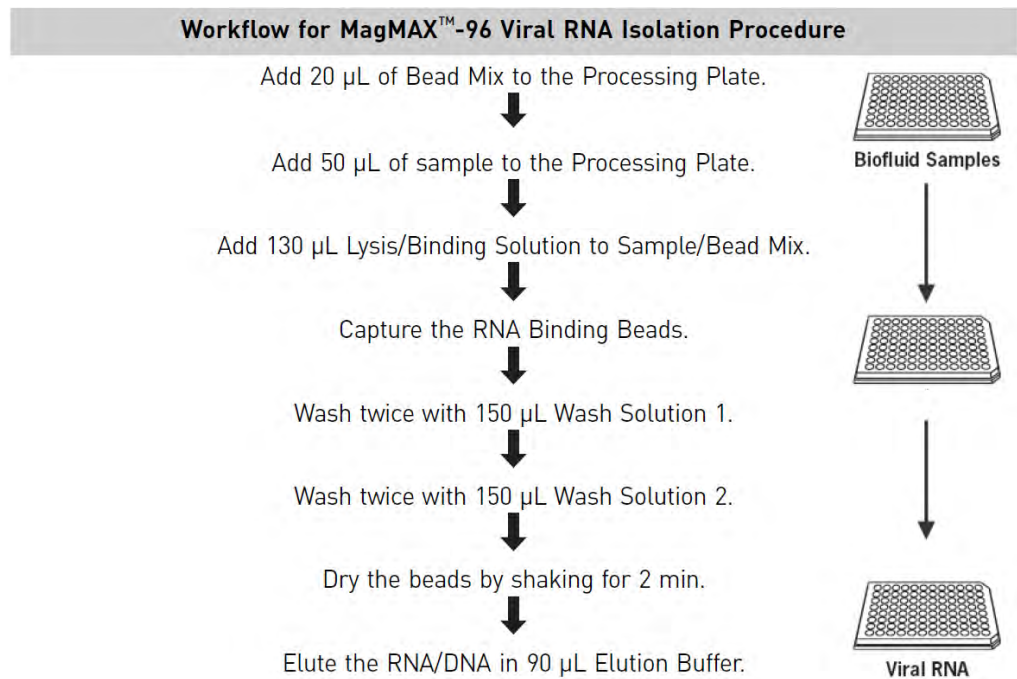 Workflow for MagMAX™-96 Viral RNA Isolation Procedure
Add 20 µL of Bead Mix to the Processing Plate.
Biofluid Samples
Add 50 µL of sample to the Processing Plate.
Add 130 µL Lysis/Binding Solution to Sample/Bead Mix.
Capture the RNA Binding Beads.
Wash twice with 150 µL Wash Solution 1.
Wash twice with 150 µL Wash Solution 2.
Dry the beads by shaking for 2 min.
Elute the RNA/DNA in 90 µL Elution Buffer.
Viral RNA